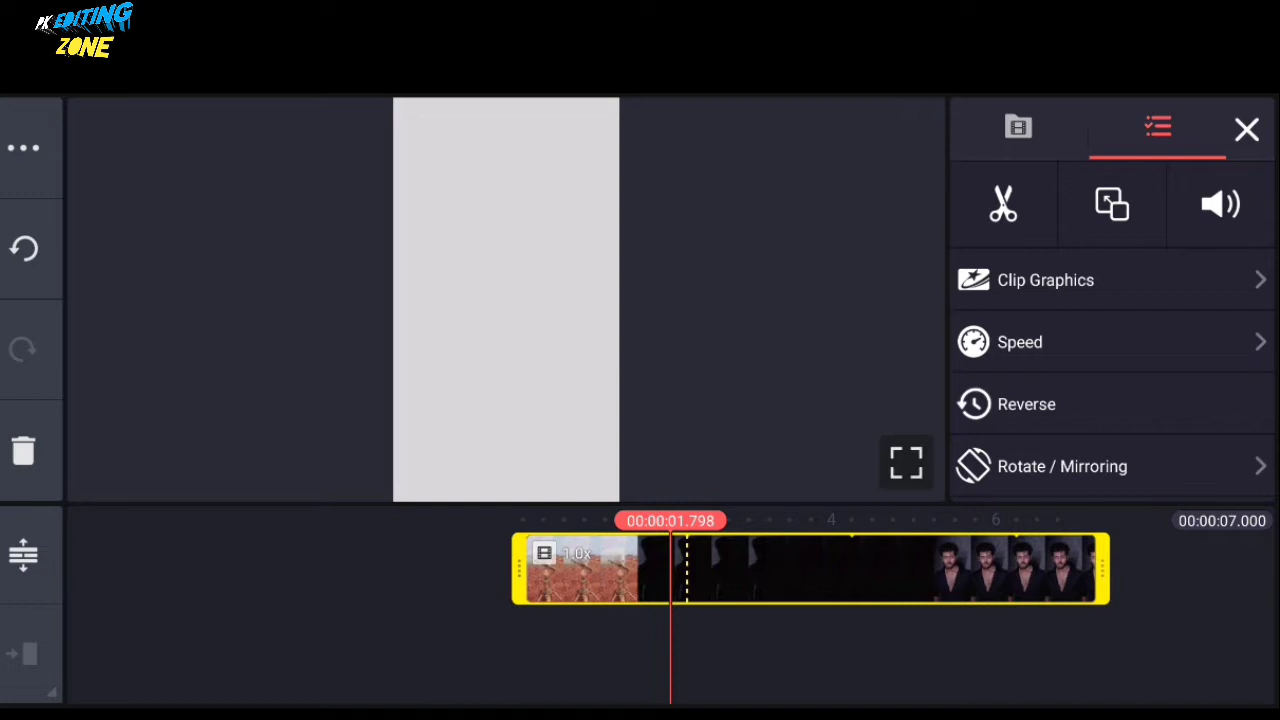 PK EDITING
ZONE
Clip Graphics
Speed
Reverse
Rotate / Mirroring
00:00:01.798
4
6
00:00:07.000
1.0x